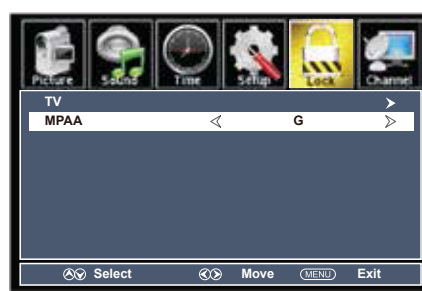 Picture Sound Time Setup Lock Channel
TV
MPAA G
Select Move MENU Exit